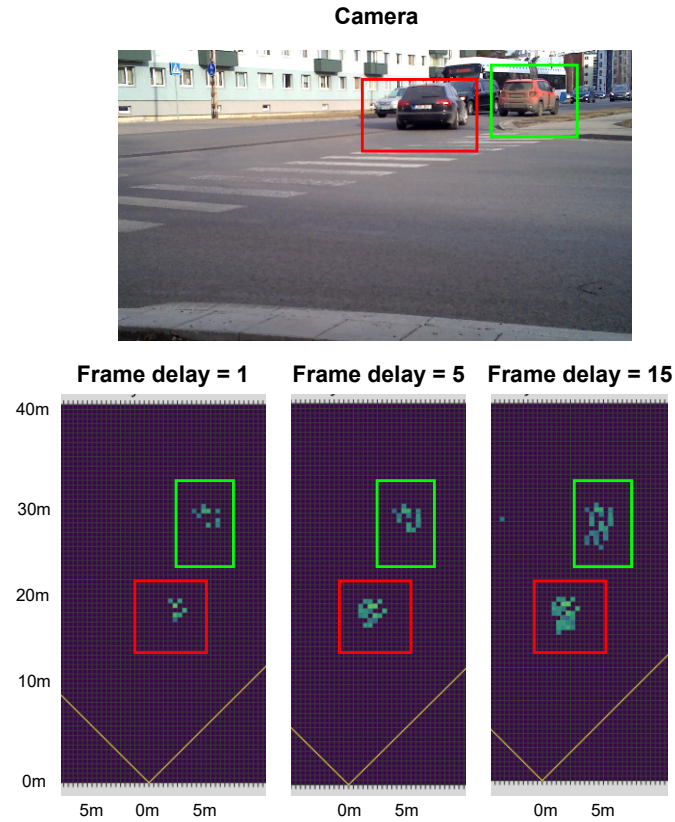 Camera
Frame delay = 1 Frame delay = 5 Frame delay = 15
40m
30m
20m
10m
0m
5m 0m 5m 0m 5m 0m 5m